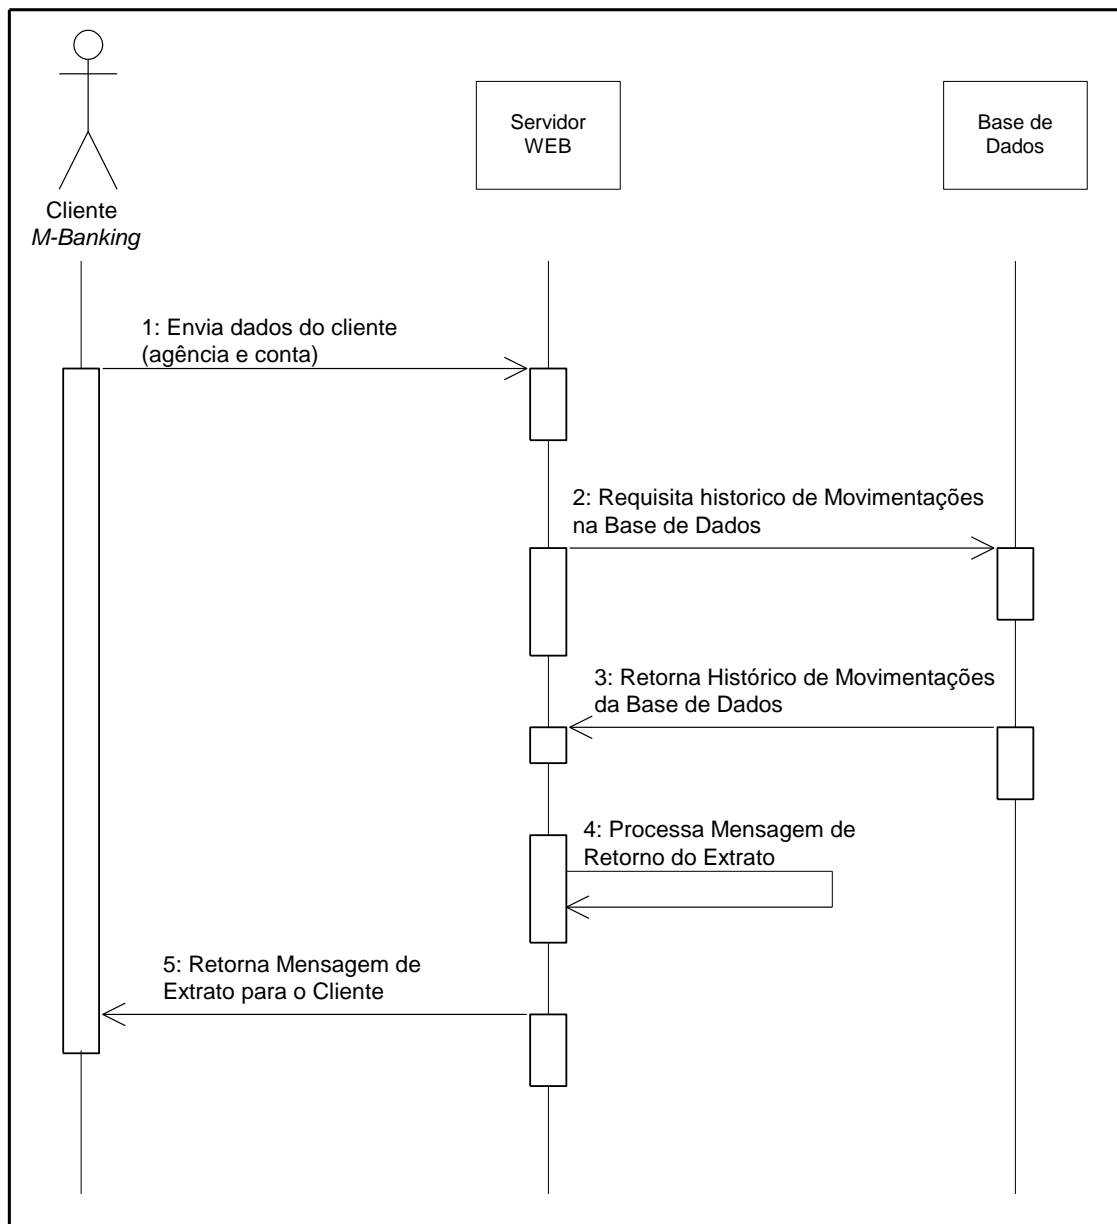 Servidor
WEB
Base de
Dados
Cliente
M-Banking
1: Envia dados do cliente
(agência e conta)
2: Requisita historico de Movimentações
na Base de Dados
3: Retorna Histórico de Movimentações
da Base de Dados
4: Processa Mensagem de
Retorno do Extrato
5: Retorna Mensagem de
Extrato para o Cliente